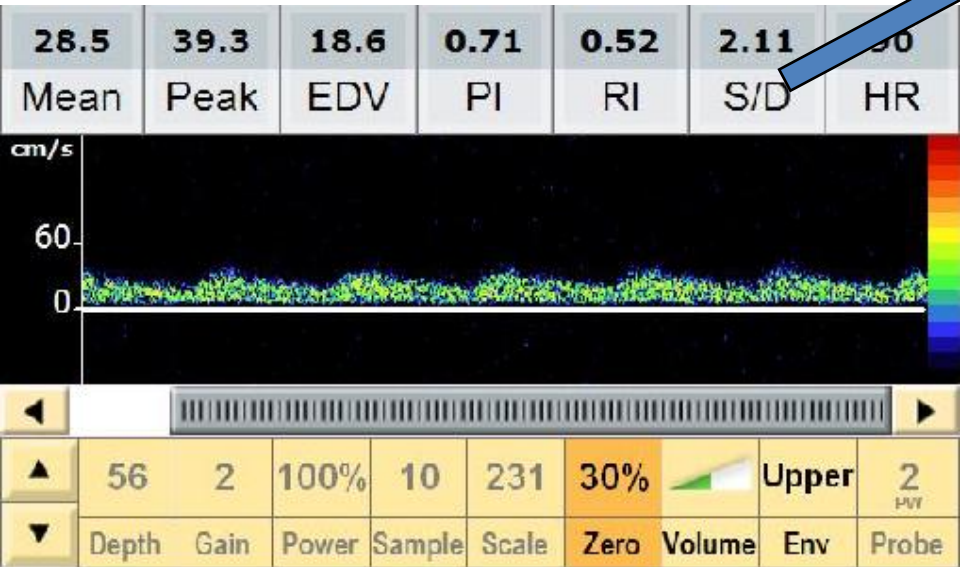 28.5 39.3 18.6 0.71 0.52 2.11
Mean Peak EDV PI RI S/D HR
cm/s
60
0
56 2 100% 10 231 30% Upper 2
PW
Depth Gain Power Sample Scale Zero Volume Env Probe